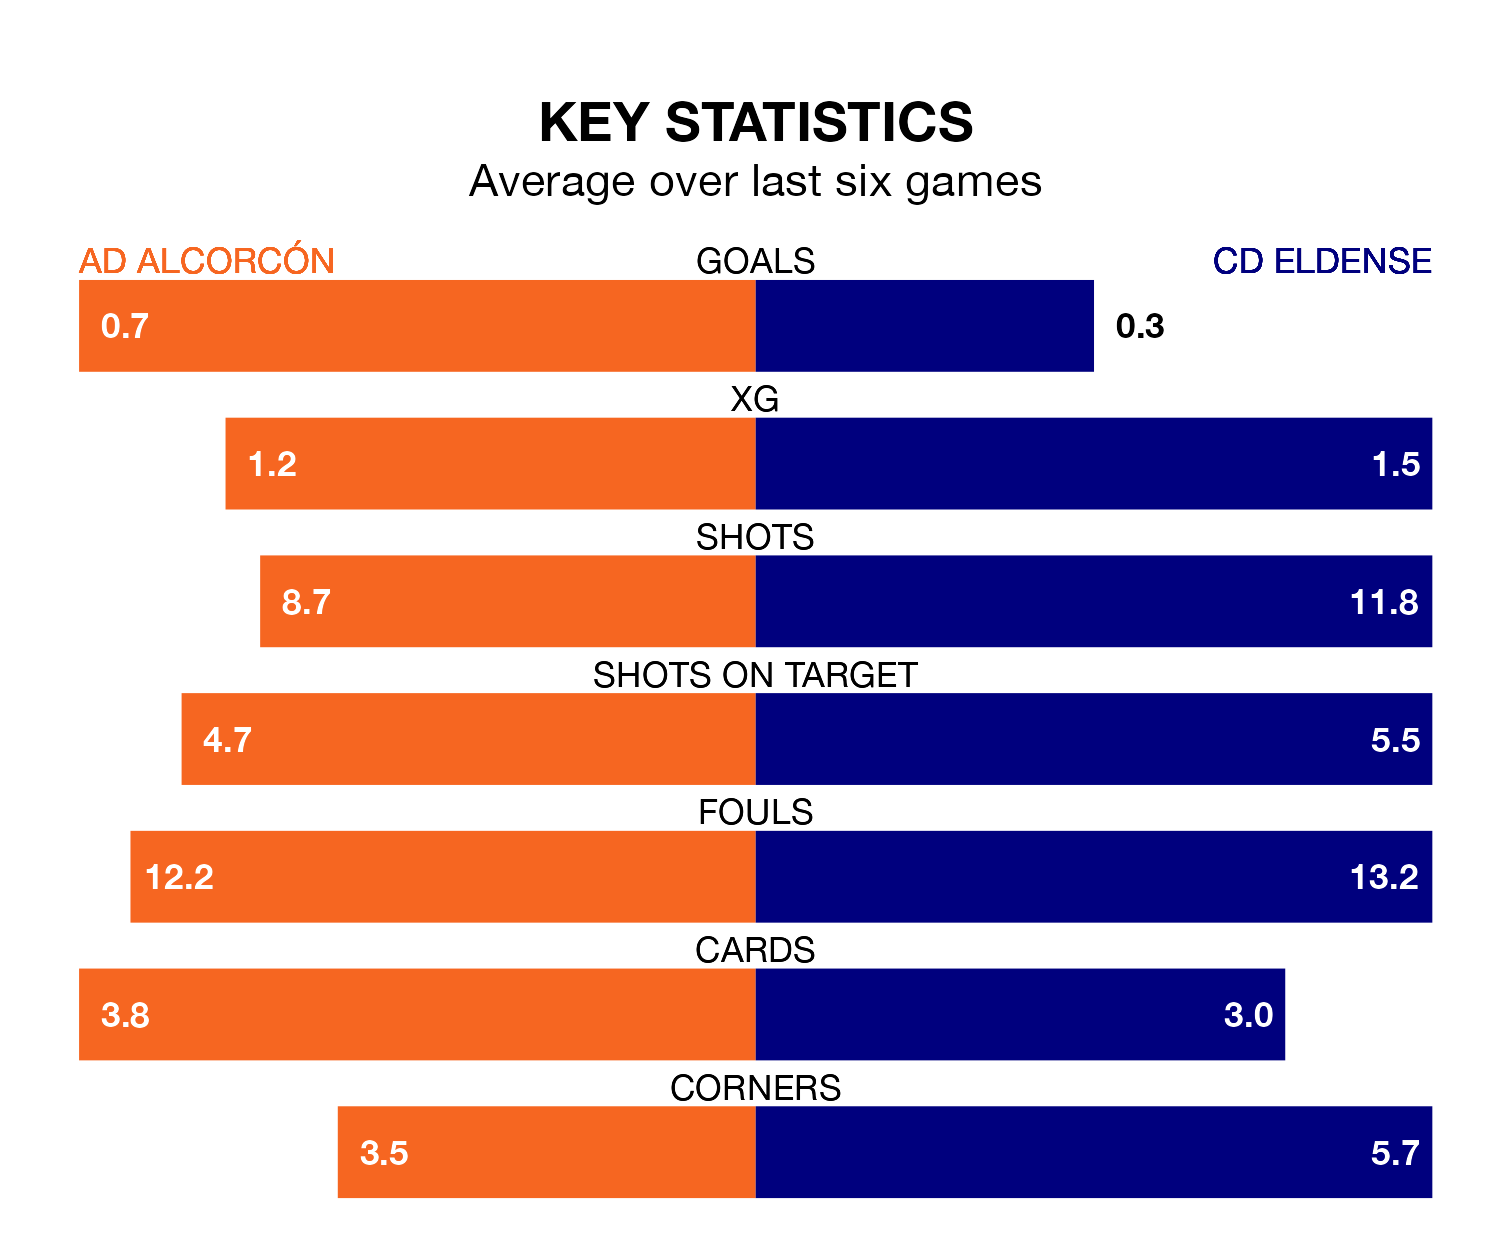 KEY STATISTICS
Average over last six games
AD ALCORCÓN GOALS CD ELDENSE
0.7 0.3
XG
1.2 1.5
SHOTS
8.7 11.8
SHOTS ON TARGET
4.7 5.5
FOULS
12.2 13.2
CARDS
3.8 3.0
CORNERS
3.5 5.7